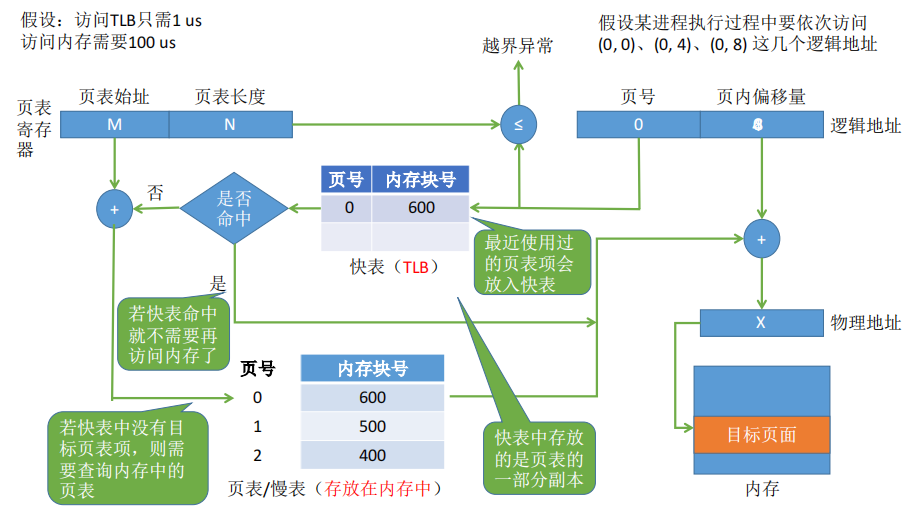 假设：访问TLB只需1 us
访问内存需要100 us
假设某进程执行过程中要依次访问
(0, 0)、(0, 4)、(0, 8) 这几个逻辑地址
越界异常
页表始址
页表长度
页号
页内偏移量
页表
寄存
器
M
N
≤
0
逻辑地址
页号
内存块号
0
600
是否
命中
否
+
+
快表（TLB）
最近使用过
的页表项会
放入快表
是
若快表命中
就不需要再
访问内存了
X
物理地址
页号
内存块号
0
600
1
500
2
400
若快表中没有目
标页表项，则需
要查询内存中的
页表
快表中存放
的是页表的
一部分副本
目标页面
页表/慢表（存放在内存中）
内存